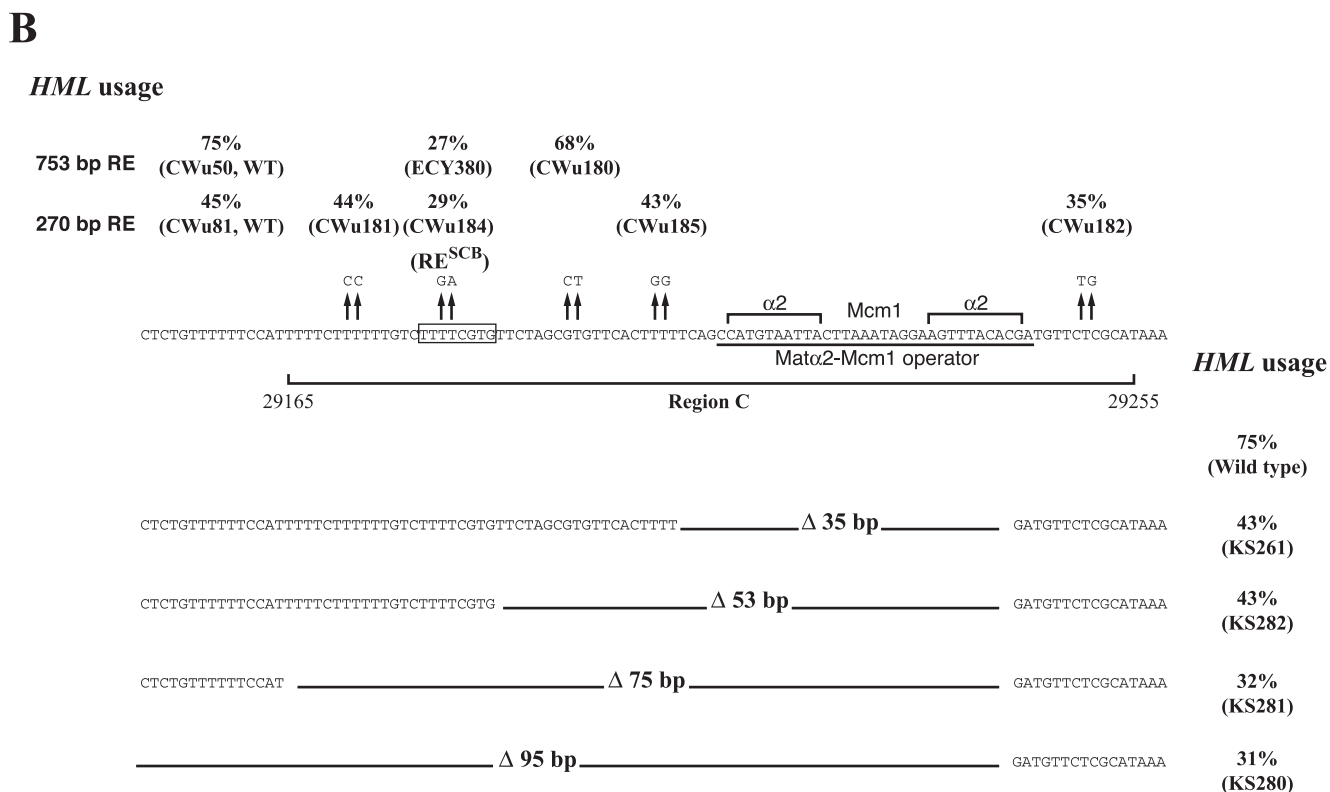 B
HML usage
75% 27% 68%
753 bp RE (CWu50, WT) (ECY380) (CWu180)
45% 44% 29% 43% 35%
270 bp RE (CWu81, WT) (CWu181) (CWu184) (CWu185) (CWu182)
(RE^SCB)
CC GA CT GG TG
α2 Mcm1 α2
CTCTGTTTTTTCCATTTTTCTTTTTTGTCTTTTCGTGTTCTAGCGTGTTCACTTTTTCAGCCATGTAATTACTTAAATAGGAAGTTTACACGATGTTCTCGCATAAA
Matα2-Mcm1 operator
HML usage
29165 Region C 29255
75%
(Wild type)
CTCTGTTTTTTCCATTTTTCTTTTTTGTCTTTTCGTGTTCTAGCGTGTTCACTTTT Δ 35 bp GATGTTCTCGCATAAA 43%
(KS261)
CTCTGTTTTTTCCATTTTTCTTTTTTGTCTTTTCGTG Δ 53 bp GATGTTCTCGCATAAA 43%
(KS282)
CTCTGTTTTTTCCAT Δ 75 bp GATGTTCTCGCATAAA 32%
(KS281)
Δ 95 bp GATGTTCTCGCATAAA 31%
(KS280)